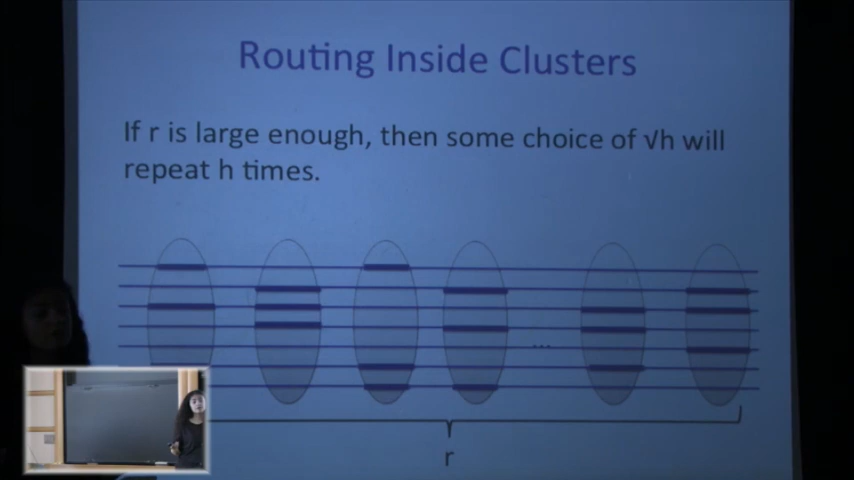 Routing Inside Clusters
If r is large enough, then some choice of √h will
repeat h times.
...
r